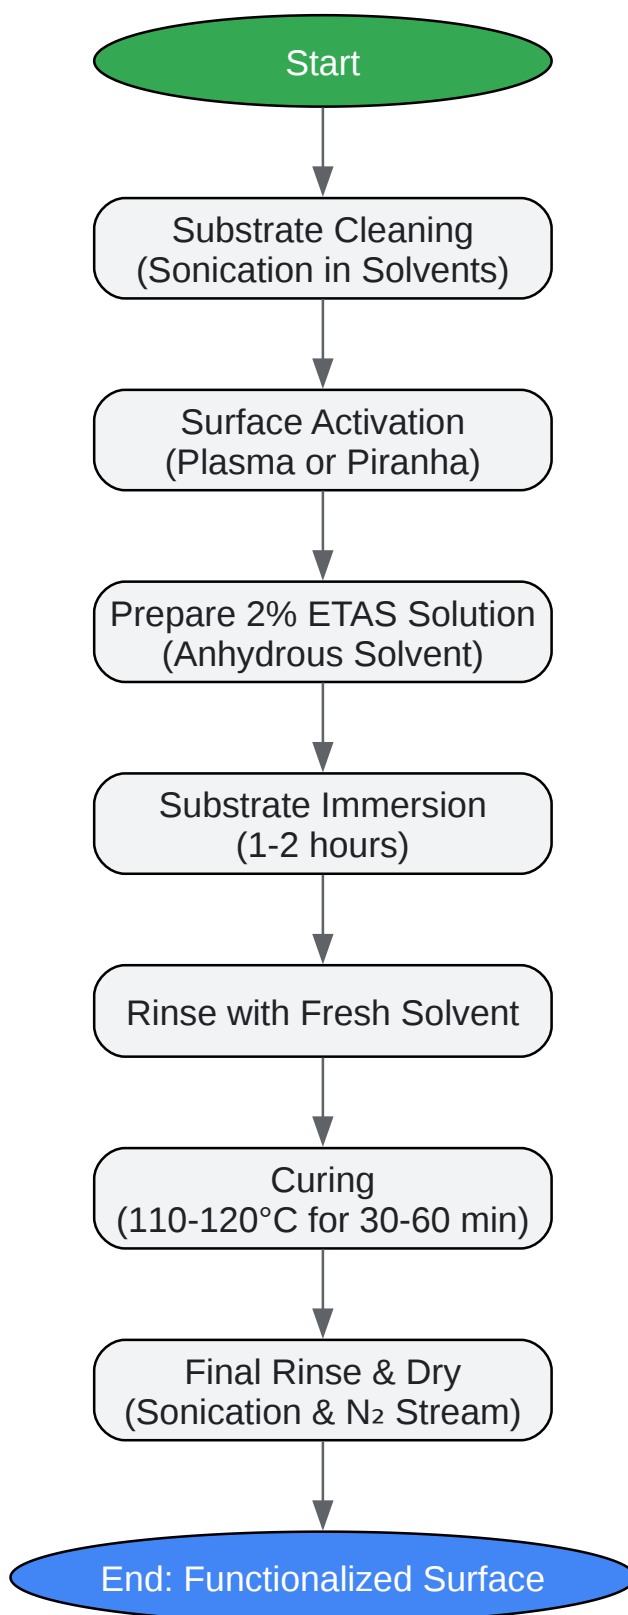 Start
Substrate Cleaning
(Sonication in Solvents)
Surface Activation
(Plasma or Piranha)
Prepare 2% ETAS Solution
(Anhydrous Solvent)
Substrate Immersion
(1-2 hours)
Rinse with Fresh Solvent
Curing
(110-120°C for 30-60 min)
Final Rinse & Dry
(Sonication & N₂ Stream)
End: Functionalized Surface